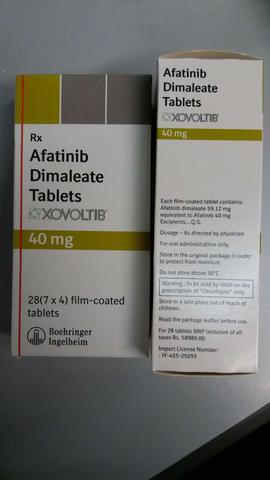 Rx
Afatinib
Dimaleate
Tablets
XOVOLTIB®
40 mg
28(7 x 4) film-coated
tablets
Boehringer
Ingelheim
Afatinib
Dimaleate
Tablets
XOVOLTIB®
40 mg
Each film-coated tablet contains:
Afatinib dimaleate 59.12 mg
equivalent to Afatinib 40 mg
Excipients....Q.S.
Dosage - As directed by physician
For oral administration only.
Store in the original package in order
to protect from moisture.
Do not store above 30°C
Warning : To be sold by retail on the
prescription of "Oncologist" only
Store in a safe place out of reach of
children.
Read the package leaflet before use.
For 28 tablets MRP inclusive of all
taxes Rs. 58989.00
Import License Number:
- FF-455-29293